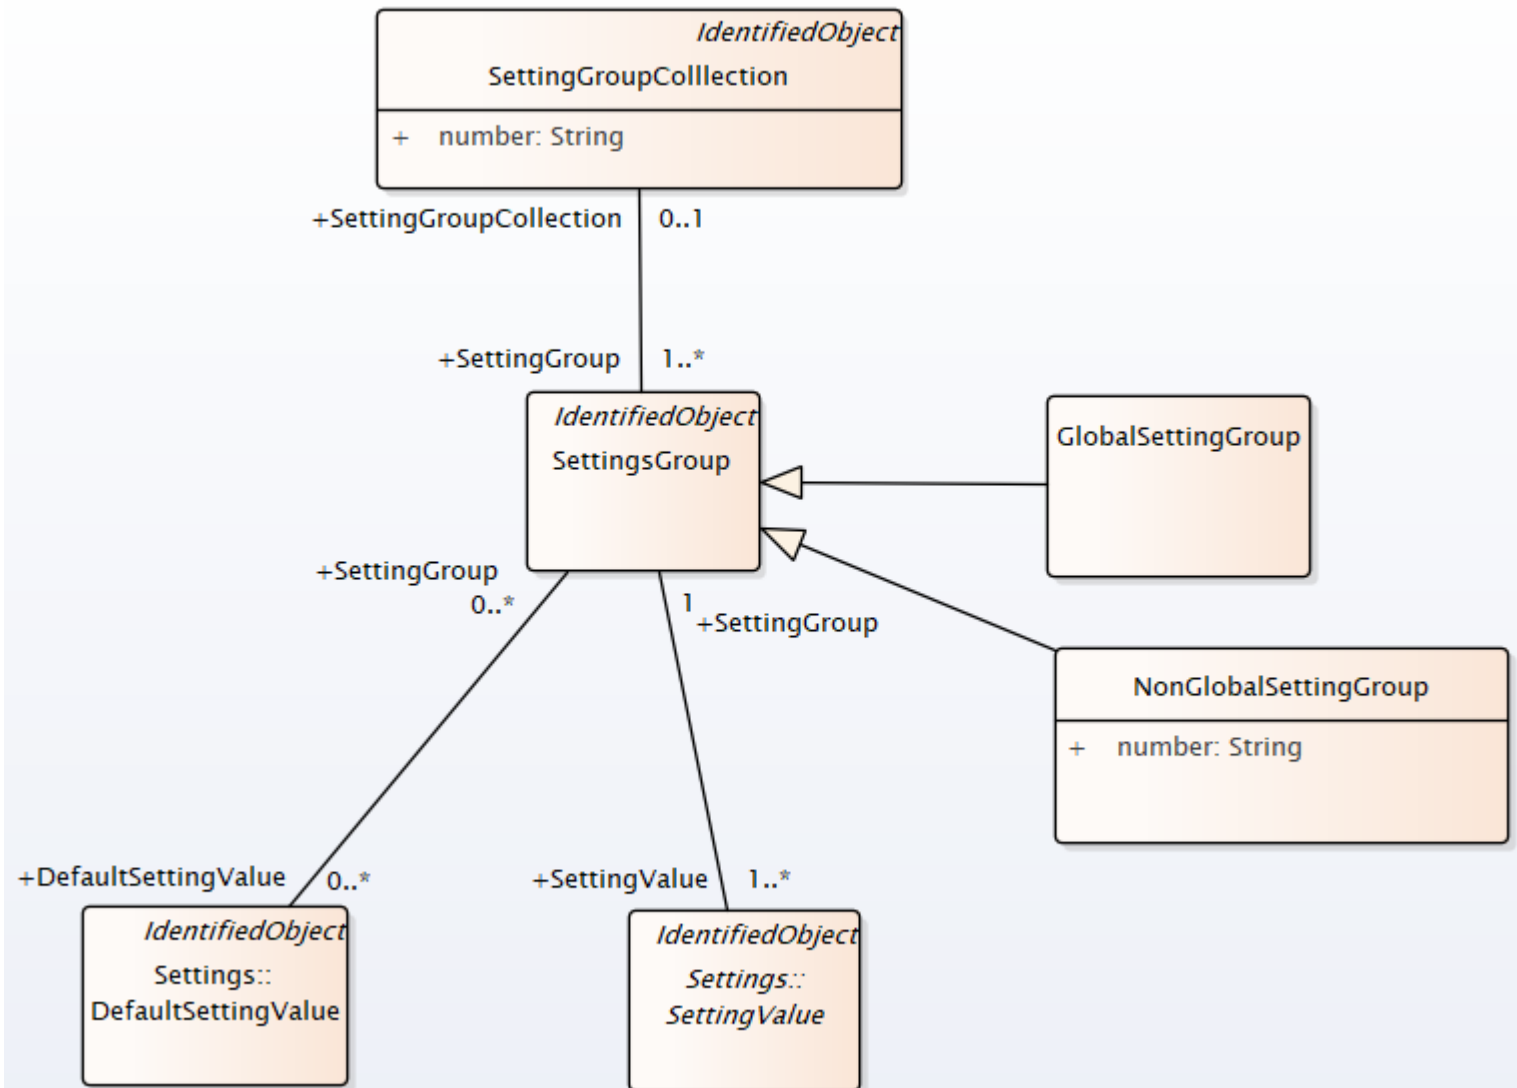 IdentifiedObject
SettingGroupColllection
+ number: String
+SettingGroupCollection 0..1
+SettingGroup 1..*
IdentifiedObject
SettingsGroup
GlobalSettingGroup
+SettingGroup
0..*
1
+SettingGroup
NonGlobalSettingGroup
+ number: String
+DefaultSettingValue 0..*
+SettingValue 1..*
IdentifiedObject
Settings::
DefaultSettingValue
IdentifiedObject
Settings::
SettingValue